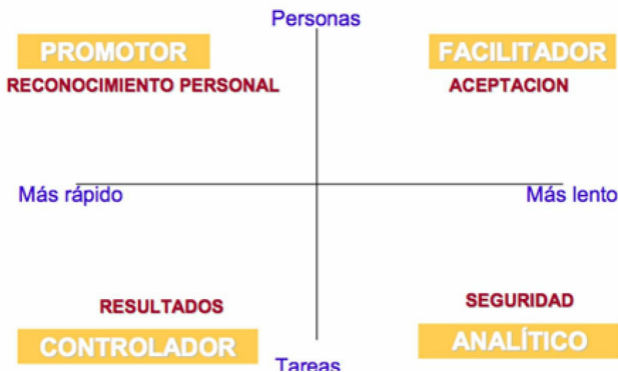 Personas
PROMOTOR
FACILITADOR
RECONOCIMIENTO PERSONAL
ACEPTACION
Más rápido
Más lento
RESULTADOS
SEGURIDAD
CONTROLADOR
ANALÍTICO
Tareas